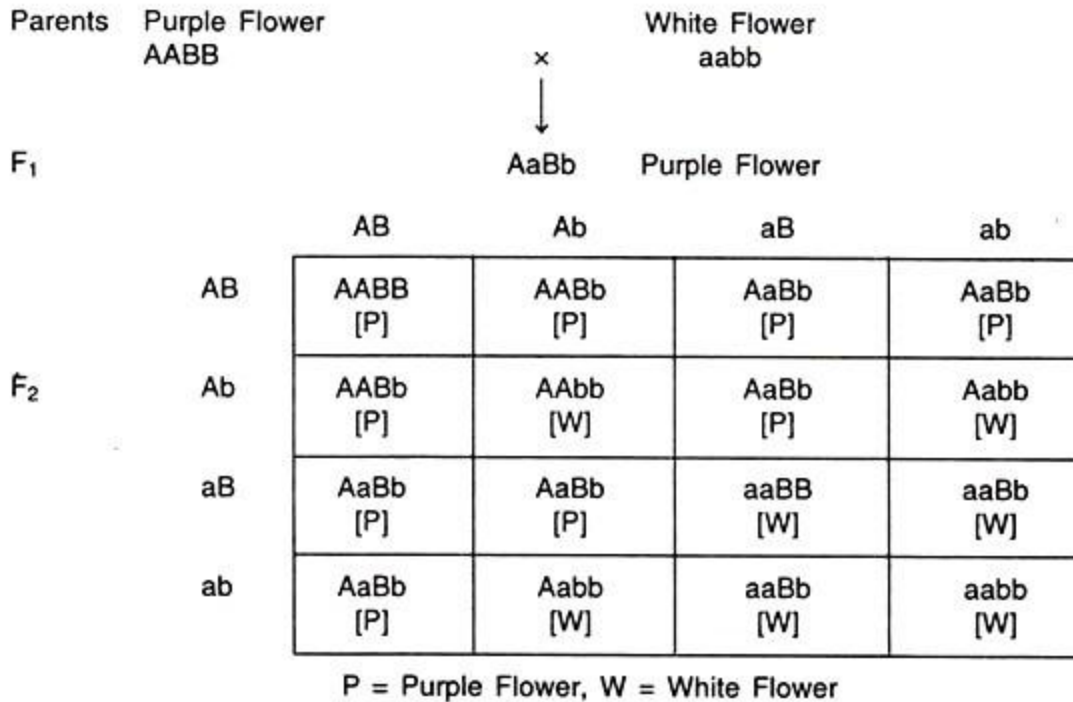 Parents Purple Flower White Flower
AABB × aabb
F₁ AaBb Purple Flower
AB Ab aB ab
AB AABB AABb AaBb AaBb
[P] [P] [P] [P]
F₂ Ab AABb AAbb AaBb Aabb
[P] [W] [P] [W]
aB AaBb AaBb aaBB aaBb
[P] [P] [W] [W]
ab AaBb Aabb aaBb aabb
[P] [W] [W] [W]
P = Purple Flower, W = White Flower